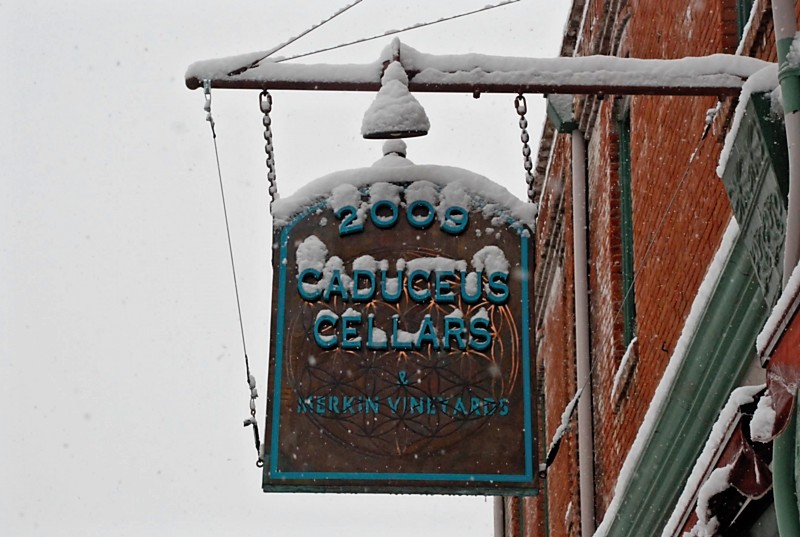 2009
CADUCEUS
CELLARS
&
MERKIN VINEYARDS